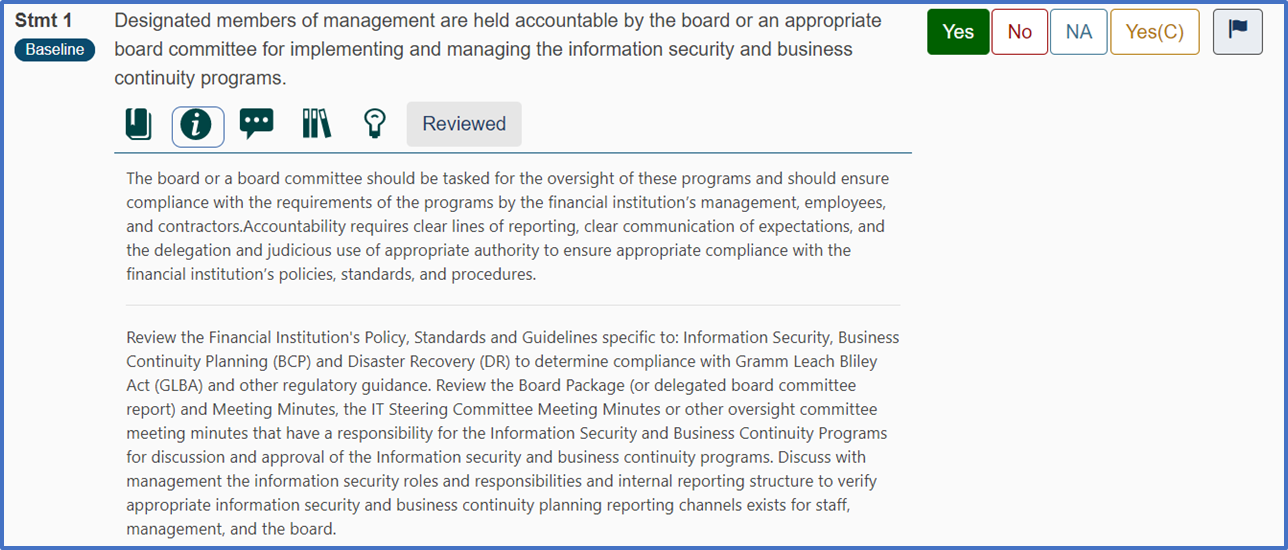 Stmt 1
Baseline
Designated members of management are held accountable by the board or an appropriate
board committee for implementing and managing the information security and business
continuity programs.
Yes
No
NA
Yes(C)
Reviewed
The board or a board committee should be tasked for the oversight of these programs and should ensure
compliance with the requirements of the programs by the financial institution's management, employees,
and contractors.Accountability requires clear lines of reporting, clear communication of expectations, and
the delegation and judicious use of appropriate authority to ensure appropriate compliance with the
financial institution's policies, standards, and procedures.
Review the Financial Institution's Policy, Standards and Guidelines specific to: Information Security, Business
Continuity Planning (BCP) and Disaster Recovery (DR) to determine compliance with Gramm Leach Bliley
Act (GLBA) and other regulatory guidance. Review the Board Package (or delegated board committee
report) and Meeting Minutes, the IT Steering Committee Meeting Minutes or other oversight committee
meeting minutes that have a responsibility for the Information Security and Business Continuity Programs
for discussion and approval of the Information security and business continuity programs. Discuss with
management the information security roles and responsibilities and internal reporting structure to verify
appropriate information security and business continuity planning reporting channels exists for staff,
management, and the board.